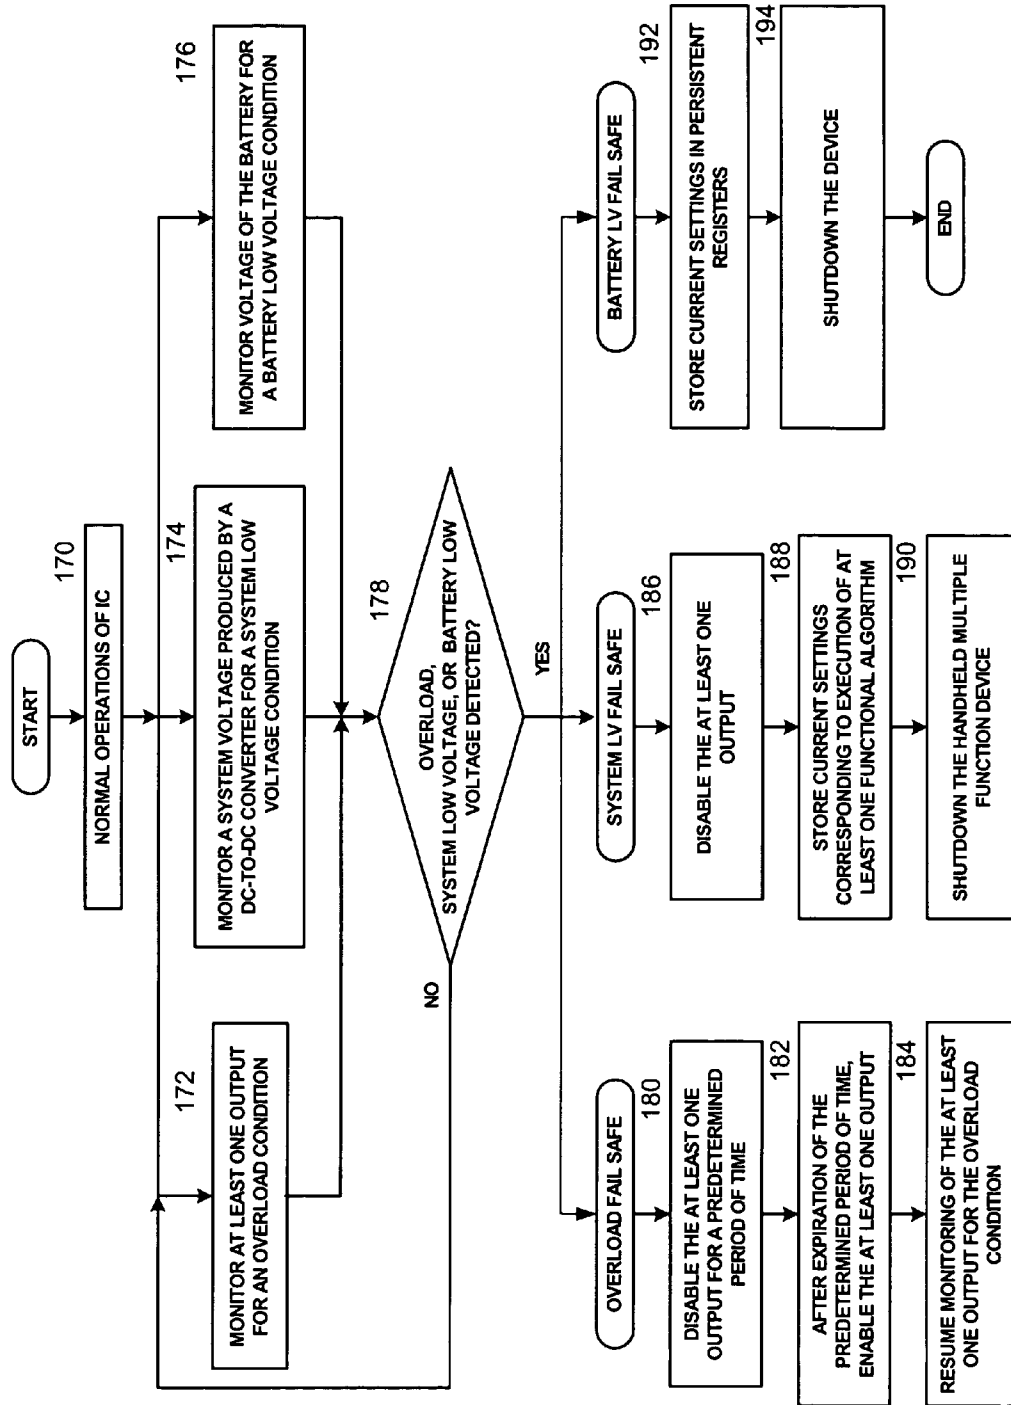 START
170
NORMAL OPERATIONS OF IC
172
MONITOR AT LEAST ONE OUTPUT
FOR AN OVERLOAD CONDITION
174
MONITOR A SYSTEM VOLTAGE PRODUCED BY A
DC-TO-DC CONVERTER FOR A SYSTEM LOW
VOLTAGE CONDITION
176
MONITOR VOLTAGE OF THE BATTERY FOR
A BATTERY LOW VOLTAGE CONDITION
178
OVERLOAD,
SYSTEM LOW VOLTAGE, OR BATTERY LOW
VOLTAGE DETECTED?
NO
YES
OVERLOAD FAIL SAFE
180
DISABLE THE AT LEAST ONE
OUTPUT FOR A PREDETERMINED
PERIOD OF TIME
182
AFTER EXPIRATION OF THE
PREDETERMINED PERIOD OF TIME,
ENABLE THE AT LEAST ONE OUTPUT
184
RESUME MONITORING OF THE AT LEAST
ONE OUTPUT FOR THE OVERLOAD
CONDITION
SYSTEM LV FAIL SAFE
186
DISABLE THE AT LEAST ONE
OUTPUT
188
STORE CURRENT SETTINGS
CORRESPONDING TO EXECUTION OF AT
LEAST ONE FUNCTIONAL ALGORITHM
190
SHUTDOWN THE HANDHELD MULTIPLE
FUNCTION DEVICE
BATTERY LV FAIL SAFE
192
STORE CURRENT SETTINGS IN PERSISTENT
REGISTERS
194
SHUTDOWN THE DEVICE
END